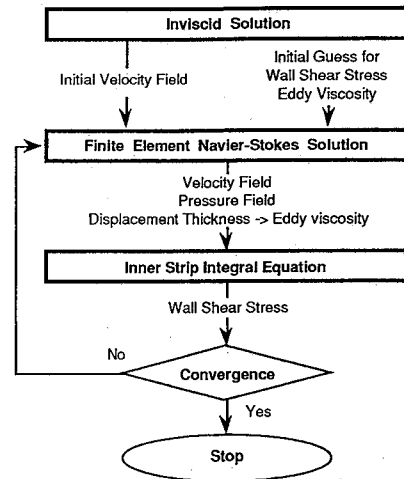 Inviscid Solution
Initial Velocity Field
Initial Guess for
Wall Shear Stress
Eddy Viscosity
Finite Element Navier-Stokes Solution
Velocity Field
Pressure Field
Displacement Thickness -> Eddy viscosity
Inner Strip Integral Equation
Wall Shear Stress
No
Convergence
Yes
Stop